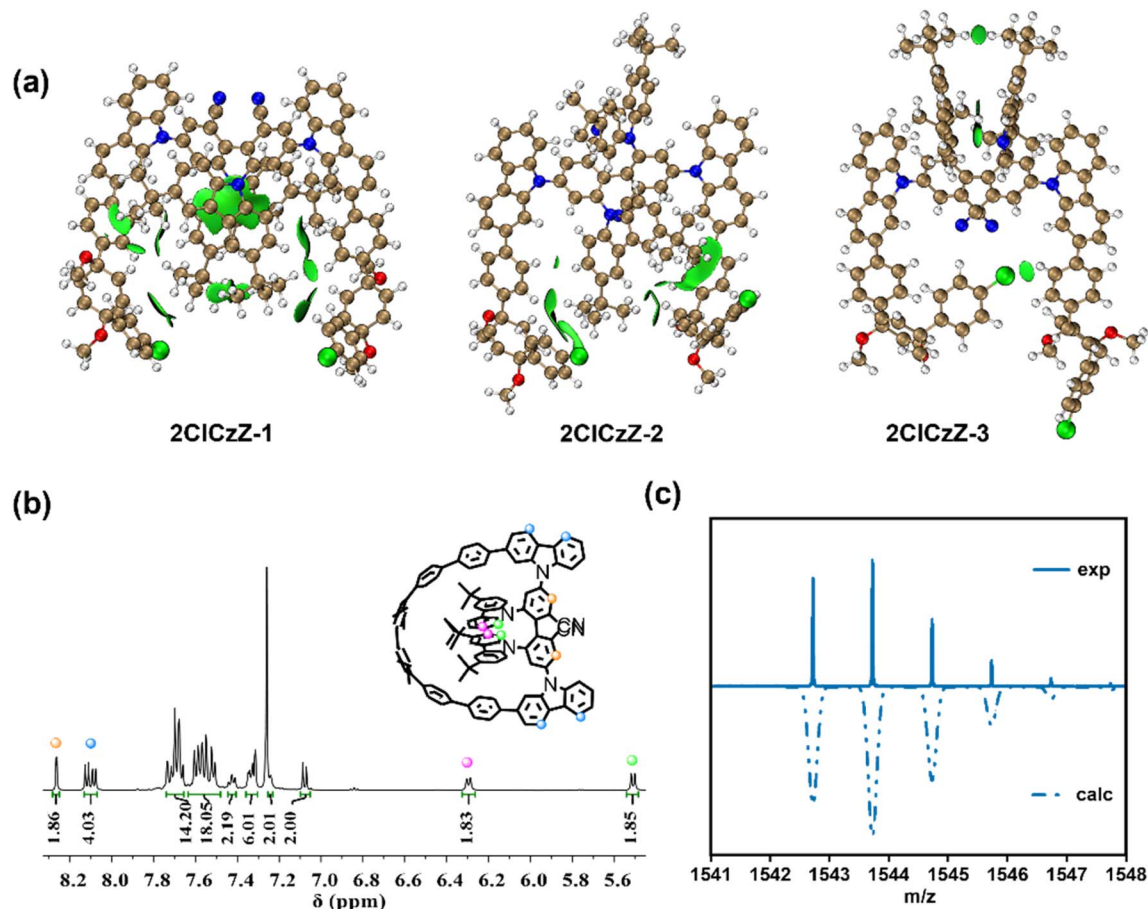 (a)
2ClCzZ-1
2ClCzZ-2
2ClCzZ-3
(b)
N
N
CN
N
N
1.86
4.03
14.20
18.05
2.19
6.01
2.01
2.00
1.83
1.85
8.2 8.0 7.8 7.6 7.4 7.2 7.0 6.8 6.6 6.4 6.2 6.0 5.8 5.6
δ (ppm)
(c)
exp
calc
1541 1542 1543 1544 1545 1546 1547 1548
m/z